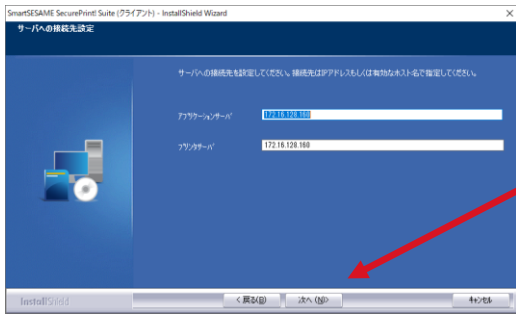 SmartSESAME SecurePrint! Suite (クライアント) - InstallShield Wizard
サーバへの接続先設定
サーバへの接続先を設定してください。接続先はIPアドレスもしくは有効なホスト名で指定してください。
アプリケーションサーバ
172.16.128.168
プリンタサーバ
172.16.128.168
InstallShield
< 戻る(B)
次へ (N)>
キャンセル